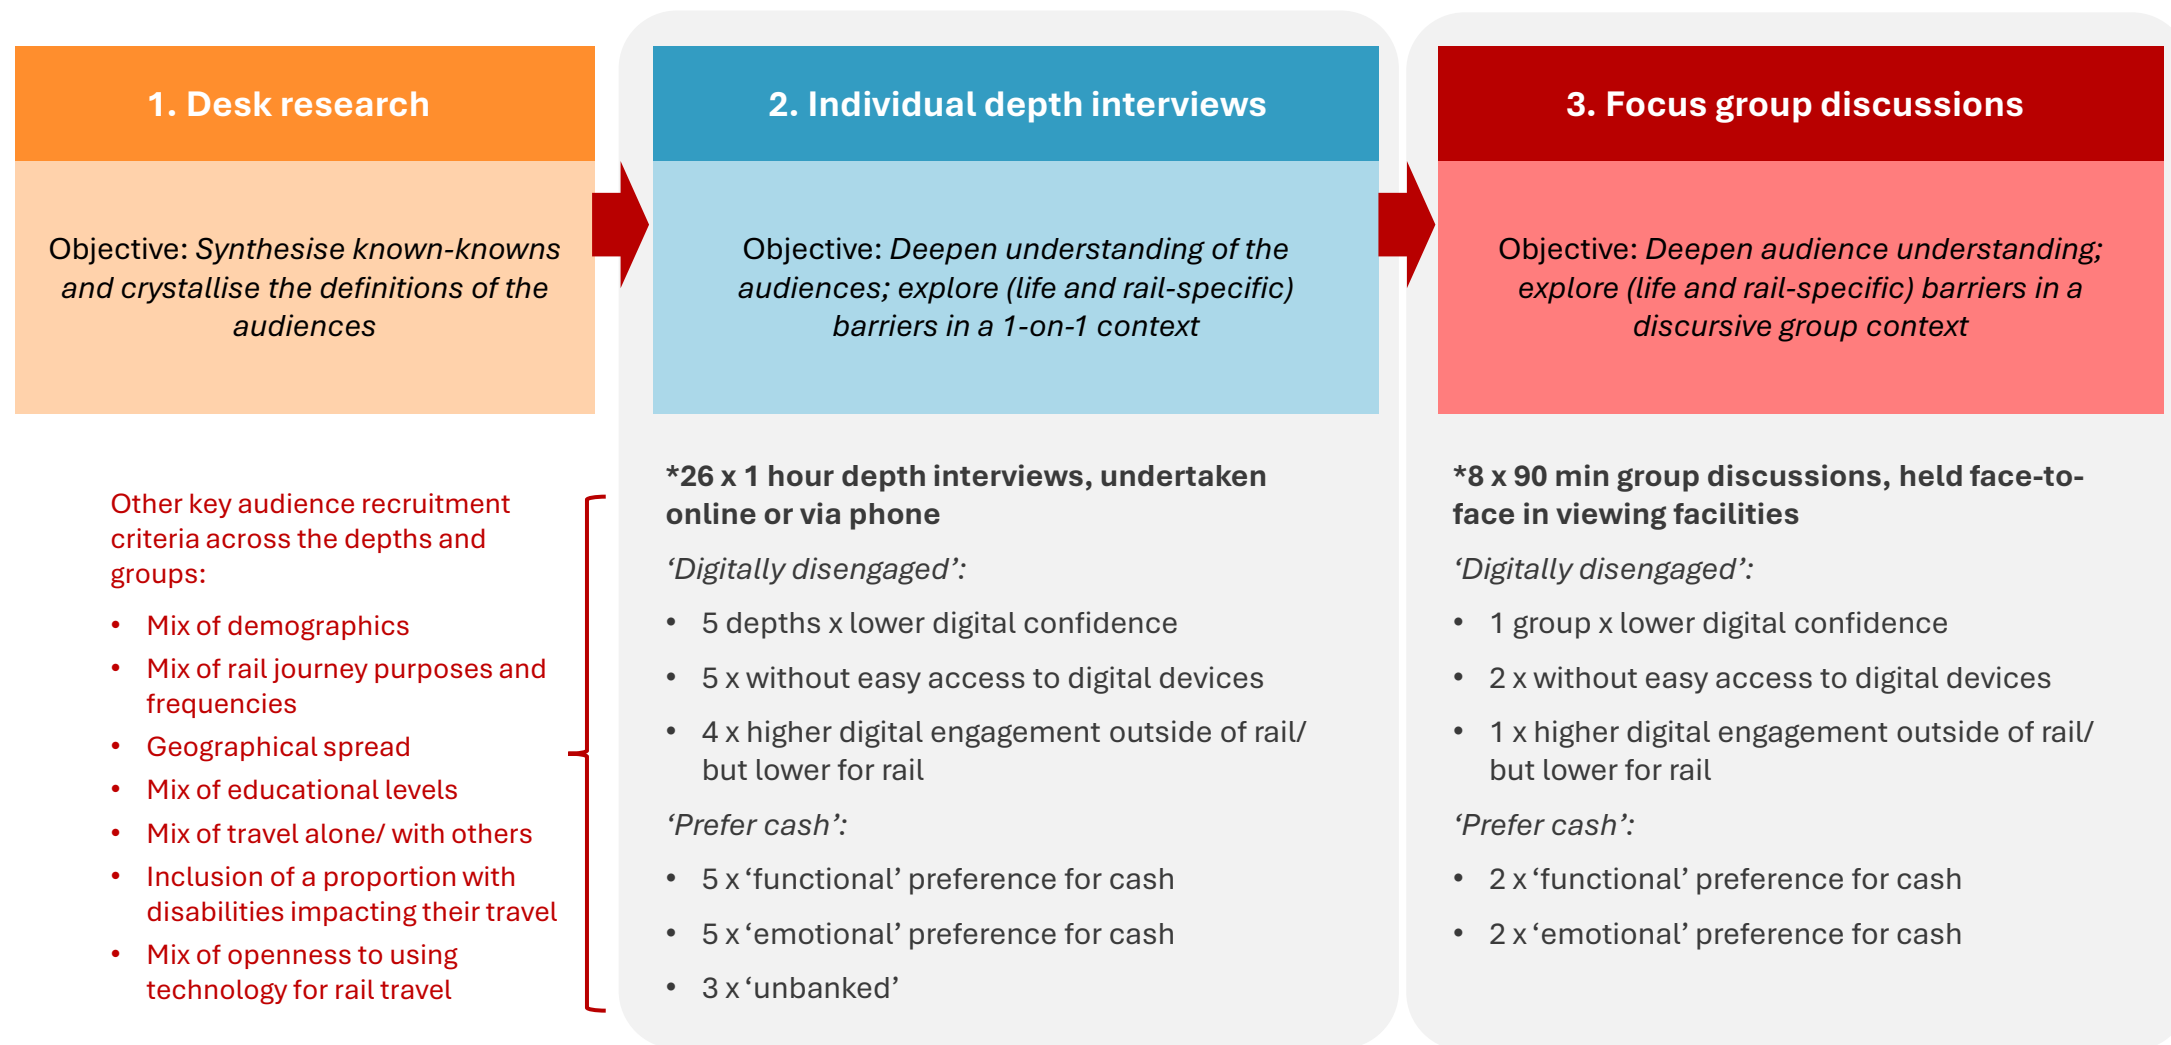 1. Desk research
Objective: Synthesise known-knowns
and crystallise the definitions of the
audiences
Other key audience recruitment
criteria across the depths and
groups:
• Mix of demographics
• Mix of rail journey purposes and
frequencies
• Geographical spread
• Mix of educational levels
• Mix of travel alone/ with others
• Inclusion of a proportion with
disabilities impacting their travel
• Mix of openness to using
technology for rail travel
2. Individual depth interviews
Objective: Deepen understanding of the
audiences; explore (life and rail-specific)
barriers in a 1-on-1 context
*26 x 1 hour depth interviews, undertaken
online or via phone
‘Digitally disengaged’:
• 5 depths x lower digital confidence
• 5 x without easy access to digital devices
• 4 x higher digital engagement outside of rail/
but lower for rail
‘Prefer cash’:
• 5 x ‘functional’ preference for cash
• 5 x ‘emotional’ preference for cash
• 3 x ‘unbanked’
3. Focus group discussions
Objective: Deepen audience understanding;
explore (life and rail-specific) barriers in a
discursive group context
*8 x 90 min group discussions, held face-to-
face in viewing facilities
‘Digitally disengaged’:
• 1 group x lower digital confidence
• 2 x without easy access to digital devices
• 1 x higher digital engagement outside of rail/
but lower for rail
‘Prefer cash’:
• 2 x ‘functional’ preference for cash
• 2 x ‘emotional’ preference for cash